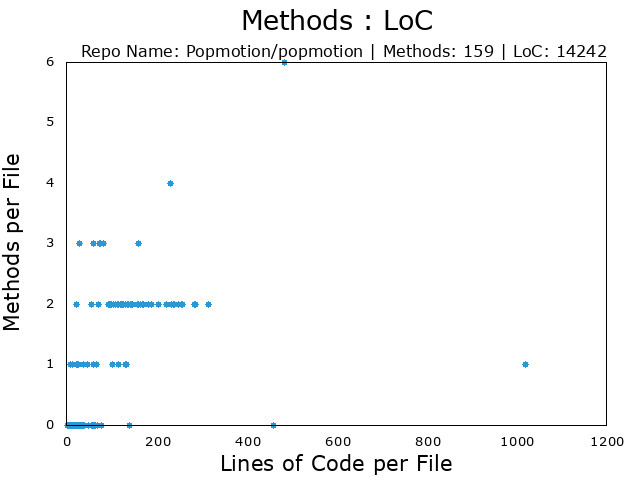 Methods : LoC
Repo Name: Popmotion/popmotion | Methods: 159 | LoC: 14242
6
5
4
3
2
1
0
Methods per File
0 200 400 600 800 1000 1200
Lines of Code per File